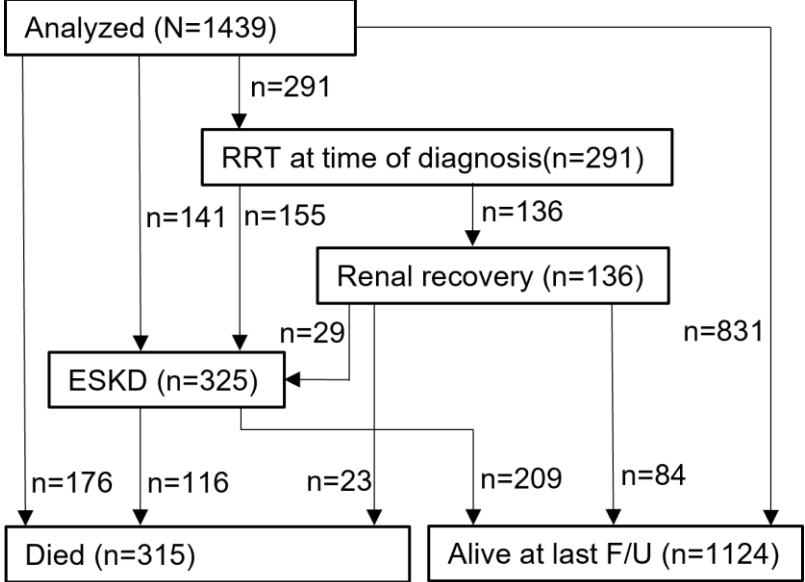 Analyzed (N=1439)
n=291
RRT at time of diagnosis(n=291)
n=141
n=155
n=136
Renal recovery (n=136)
n=29
n=831
ESKD (n=325)
n=176
n=116
n=23
n=209
n=84
Died (n=315)
Alive at last F/U (n=1124)